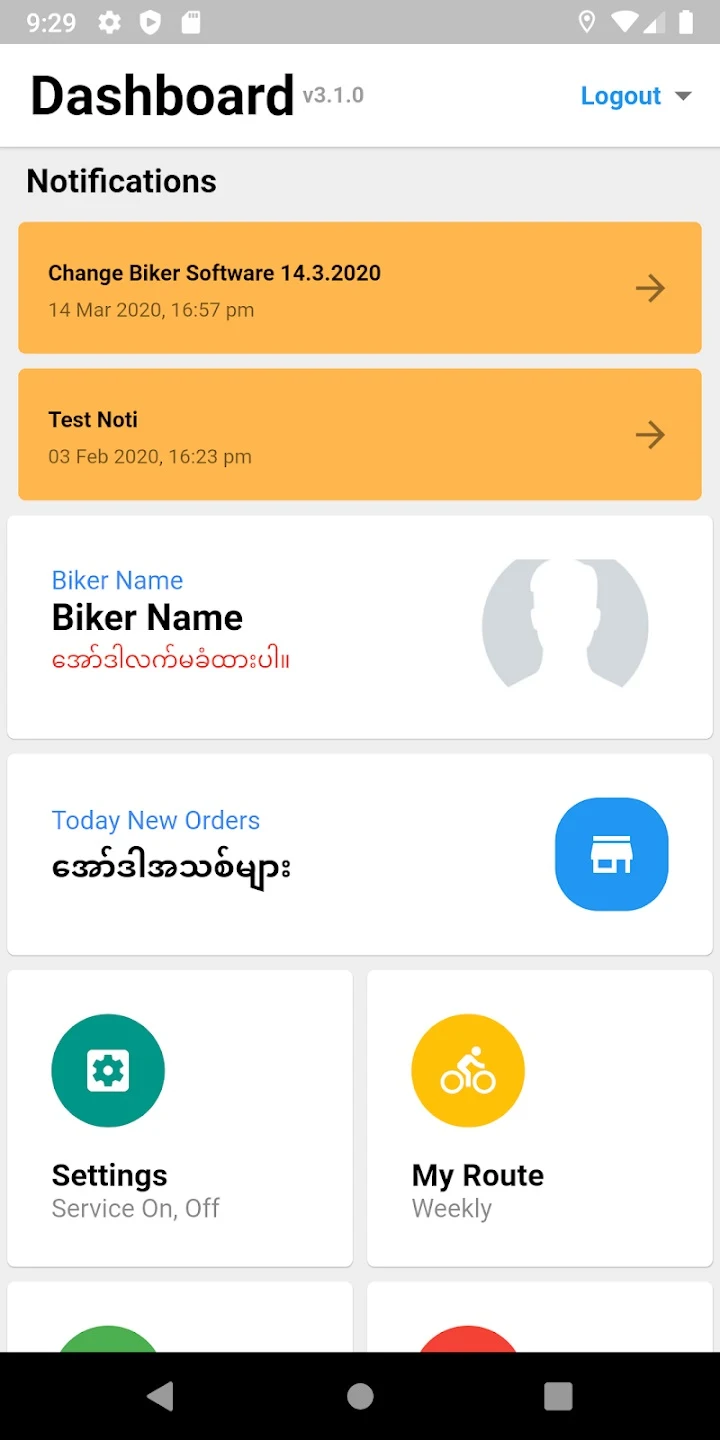 9:29
Dashboard v3.1.0
Logout
Notifications
Change Biker Software 14.3.2020
14 Mar 2020, 16:57 pm
Test Noti
03 Feb 2020, 16:23 pm
Biker Name
Biker Name
အော်ဒါလက်မခံထားပါ။
Today New Orders
အော်ဒါအသစ်များ
Settings
Service On, Off
My Route
Weekly